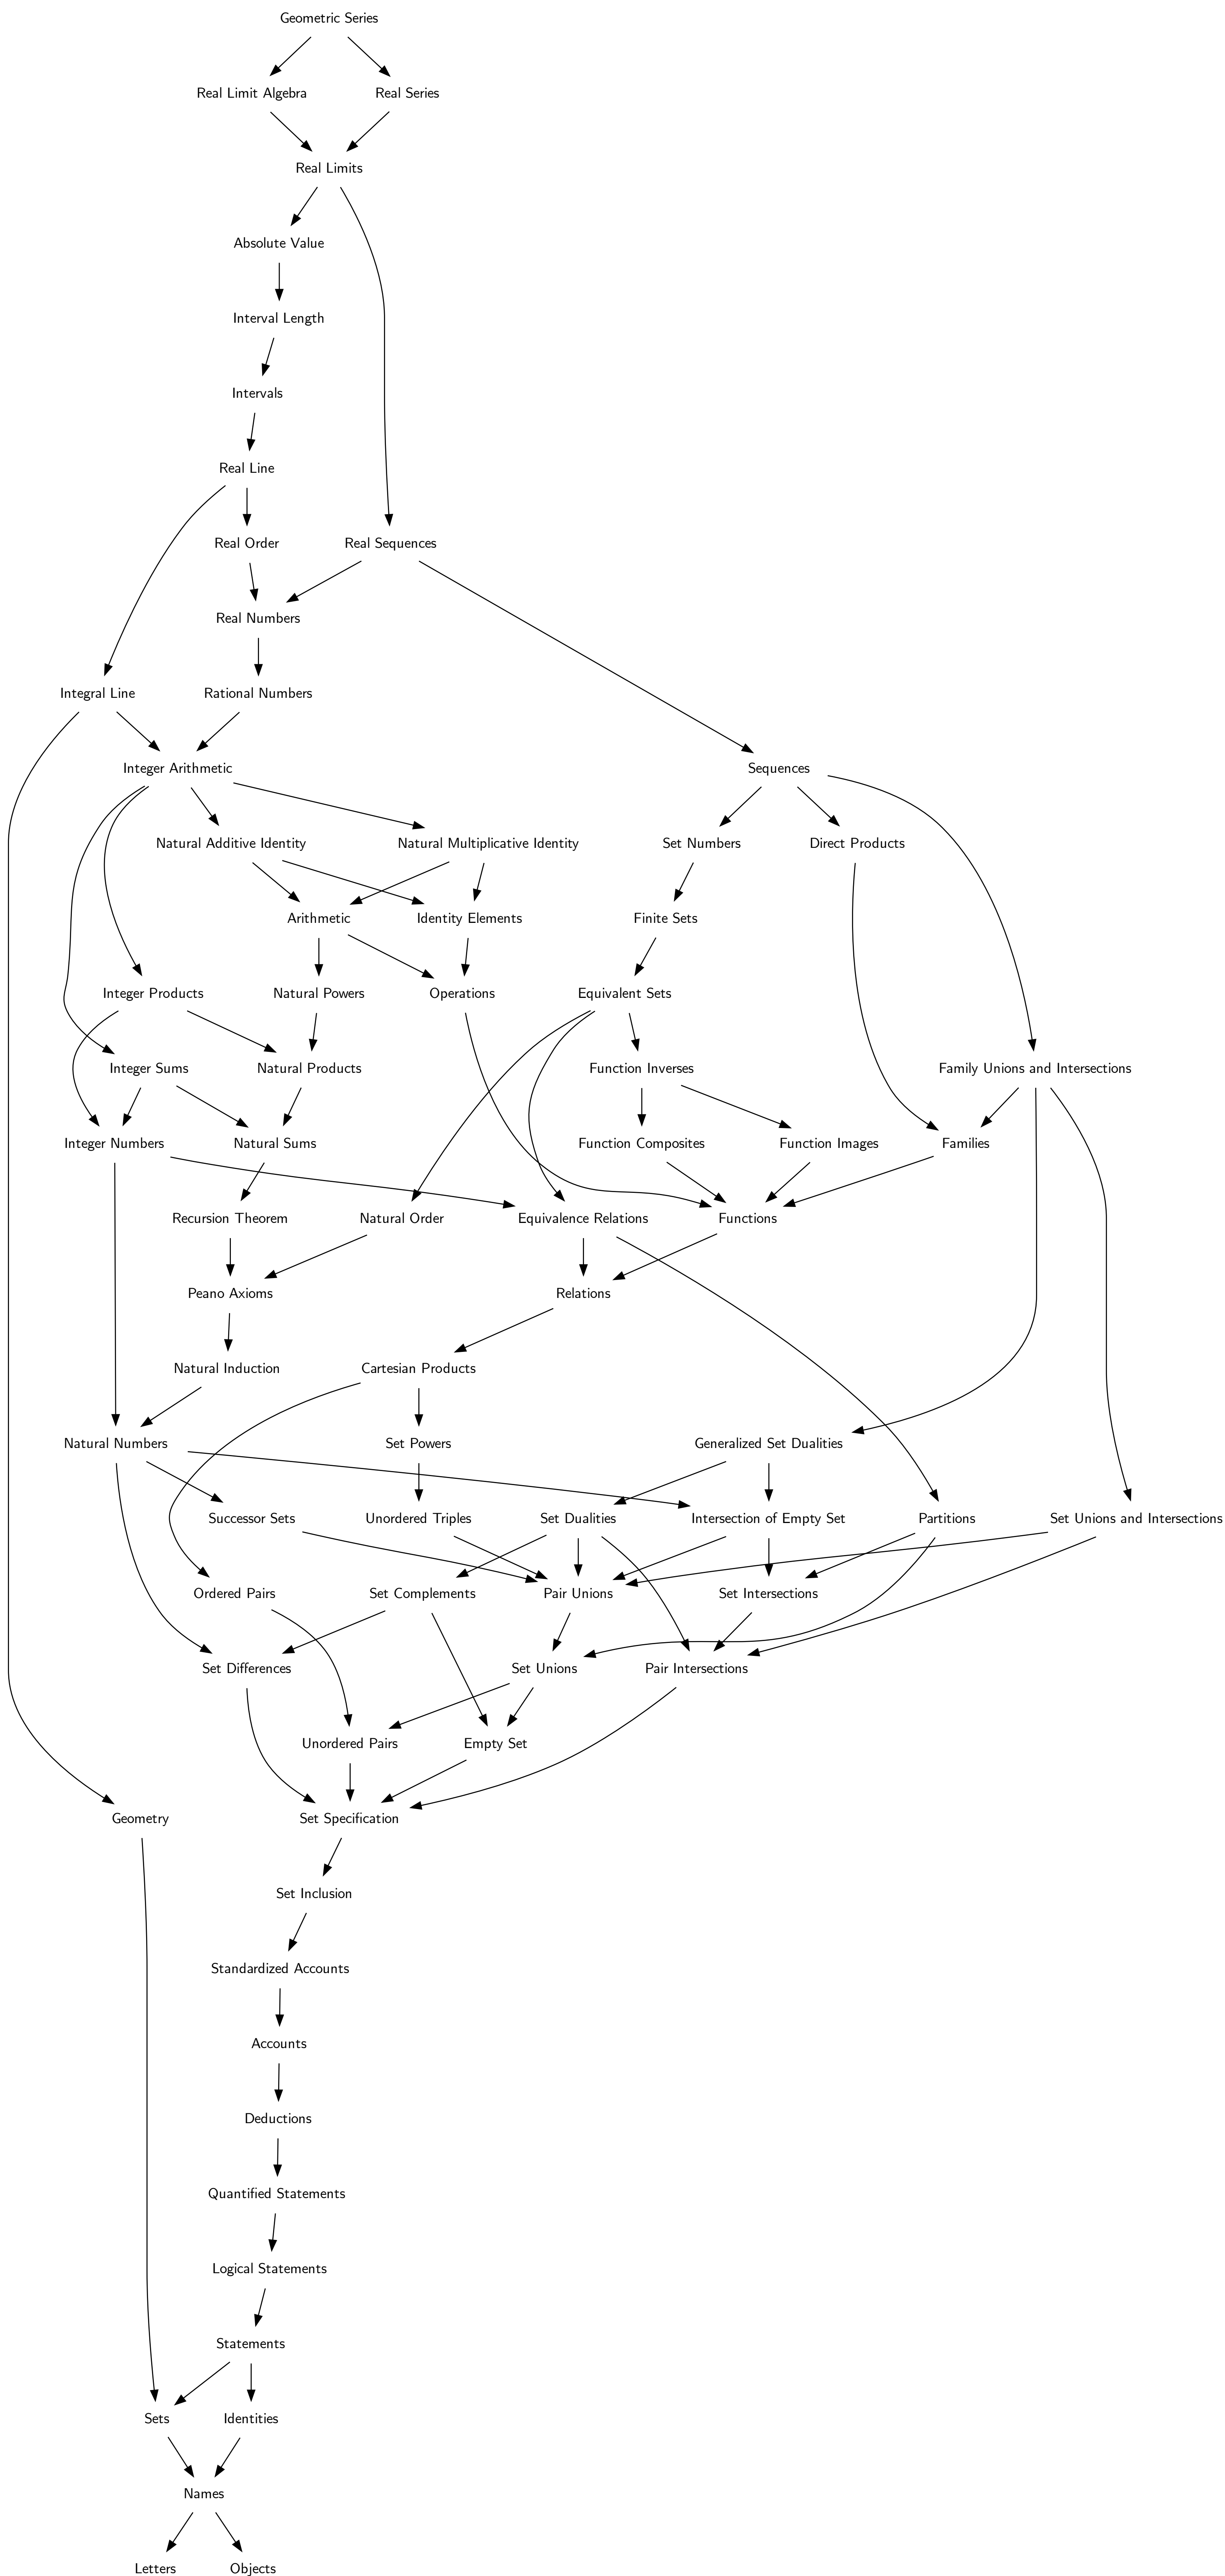 Geometric Series
Real Limit Algebra
Real Series
Real Limits
Absolute Value
Interval Length
Intervals
Real Line
Real Order
Real Sequences
Real Numbers
Integral Line
Rational Numbers
Integer Arithmetic
Sequences
Natural Additive Identity
Natural Multiplicative Identity
Set Numbers
Direct Products
Arithmetic
Identity Elements
Finite Sets
Integer Products
Natural Powers
Operations
Equivalent Sets
Integer Sums
Natural Products
Function Inverses
Family Unions and Intersections
Integer Numbers
Natural Sums
Function Composites
Function Images
Families
Recursion Theorem
Natural Order
Equivalence Relations
Functions
Peano Axioms
Relations
Natural Induction
Cartesian Products
Natural Numbers
Set Powers
Generalized Set Dualities
Successor Sets
Unordered Triples
Set Dualities
Intersection of Empty Set
Partitions
Set Unions and Intersections
Ordered Pairs
Set Complements
Pair Unions
Set Intersections
Set Differences
Set Unions
Pair Intersections
Unordered Pairs
Empty Set
Geometry
Set Specification
Set Inclusion
Standardized Accounts
Accounts
Deductions
Quantified Statements
Logical Statements
Statements
Sets
Identities
Names
Letters
Objects